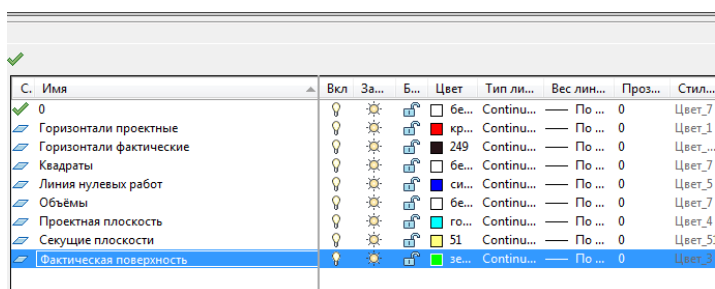 С. Имя Вкл За... Б... Цвет Тип ли... Вес лин... Проз... Стил...
0 бе... Continu... По ... 0 Цвет_7
Горизонтали проектные кр... Continu... По ... 0 Цвет_1
Горизонтали фактические 249 Continu... По ... 0 Цвет_...
Квадраты бе... Continu... По ... 0 Цвет_7
Линия нулевых работ си... Continu... По ... 0 Цвет_5
Объёмы бе... Continu... По ... 0 Цвет_7
Проектная плоскость го... Continu... По ... 0 Цвет_4
Секущие плоскости 51 Continu... По ... 0 Цвет_51
Фактическая поверхность зе... Continu... По ... 0 Цвет_3